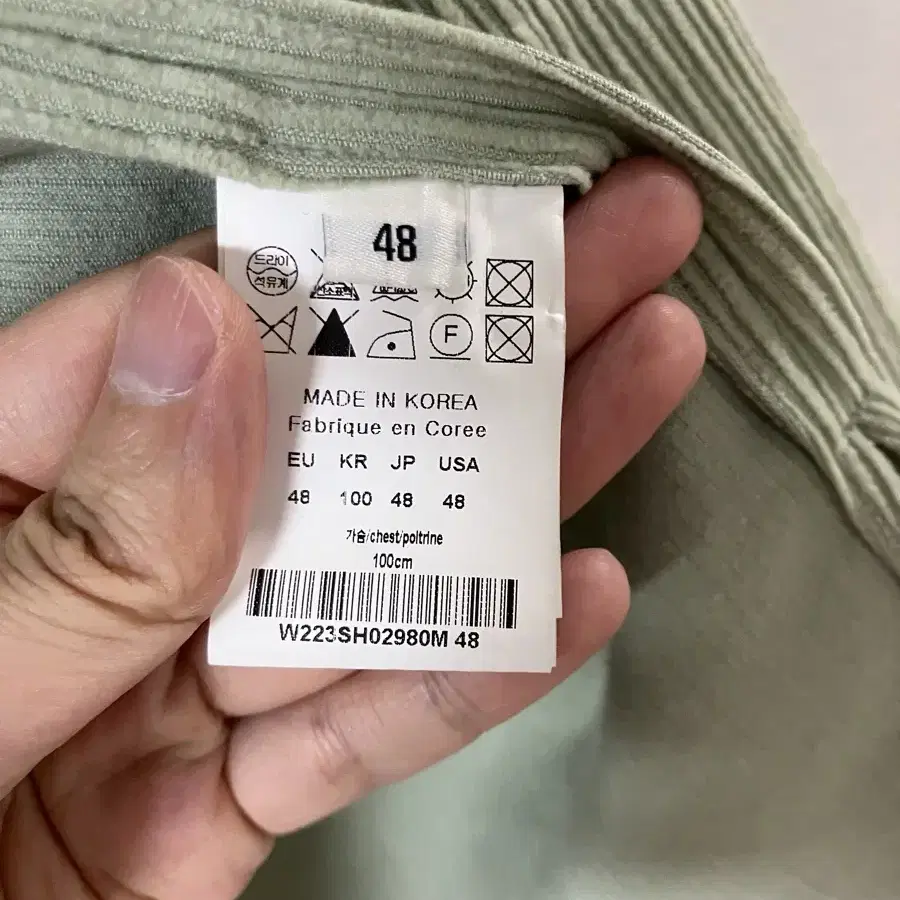 48
드라이
석유계
F
MADE IN KOREA
Fabrique en Coree
EU KR JP USA
48 100 48 48
가슴/chest/poltrine
100cm
W223SH02980M 48